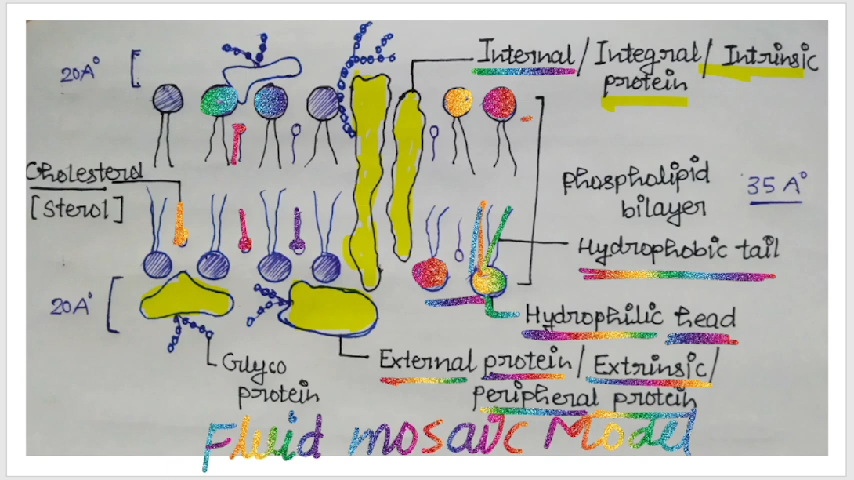 20A°
Internal/Integral/Intrinsic
protein
Cholesterol
[Sterol]
phospholipid
bilayer
35 A°
Hydrophobic tail
20A°
Hydrophilic head
Glyco
protein
External protein/Extrinsic/
peripheral protein
Fluid mosaic Model